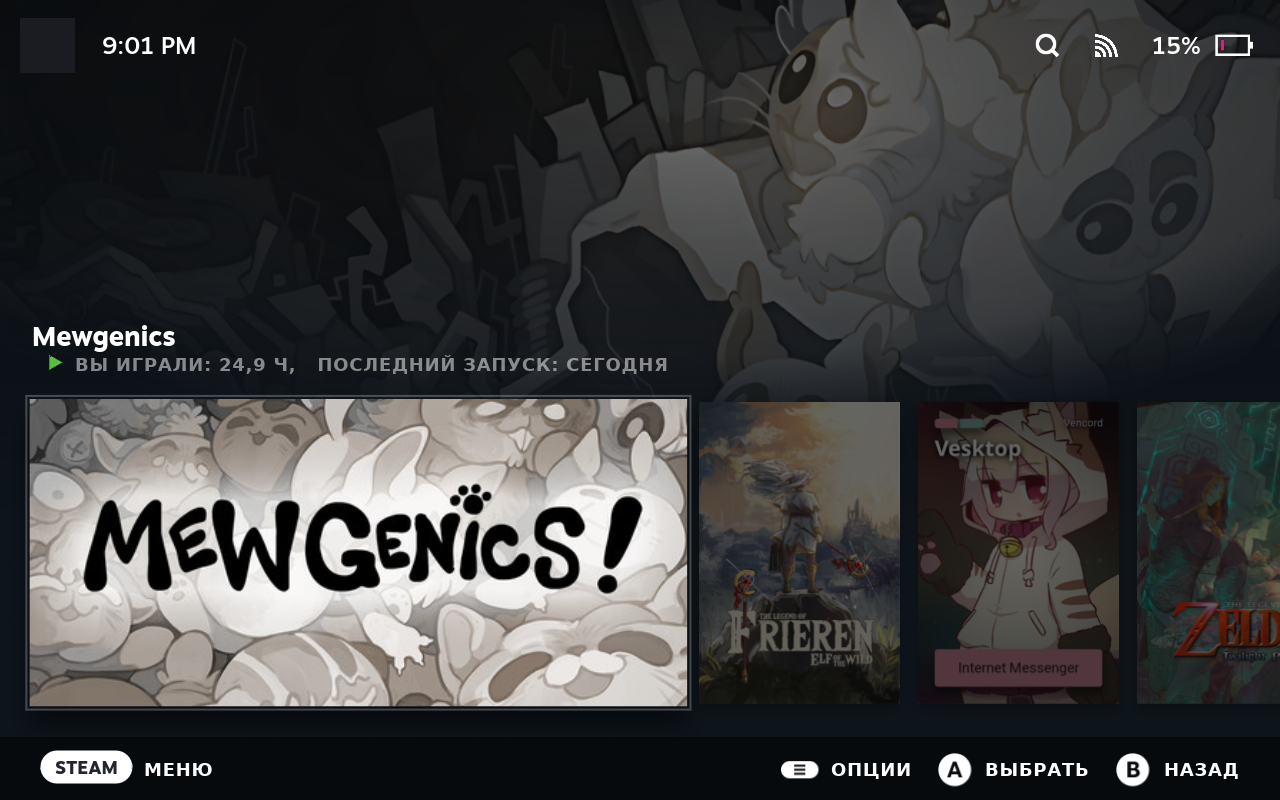 9:01 PM
15%
Mewgenics
ВЫ ИГРАЛИ: 24,9 Ч, ПОСЛЕДНИЙ ЗАПУСК: СЕГОДНЯ
MEWGENICS!
THE LEGEND OF
FRIEREN
ELF OF THE WILD
Vencord
Vesktop
Internet Messenger
STEAM МЕНЮ
ОПЦИИ
A ВЫБРАТЬ
B НАЗАД